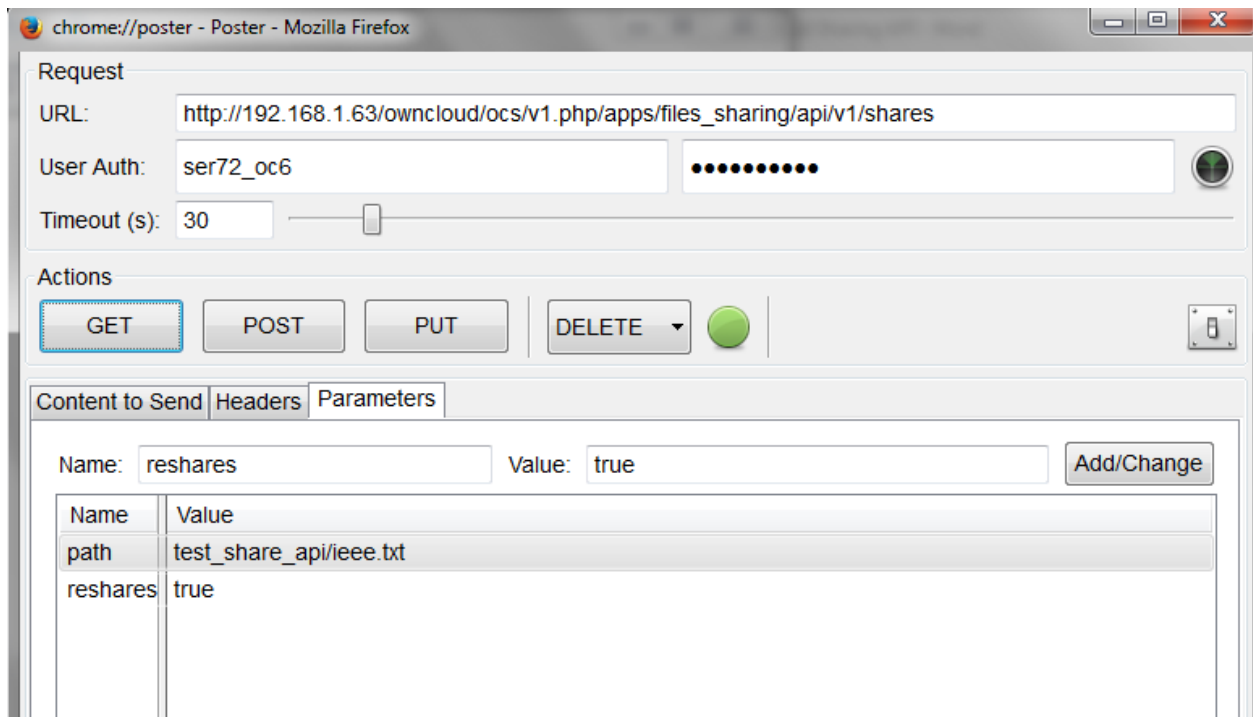 chrome://poster - Poster - Mozilla Firefox
Request
URL: http://192.168.1.63/owncloud/ocs/v1.php/apps/files_sharing/api/v1/shares
User Auth: ser72_oc6 ●●●●●●●●●●
Timeout (s): 30
Actions
GET POST PUT DELETE
Content to Send Headers Parameters
Name: reshares Value: true Add/Change
Name Value
path test_share_api/ieee.txt
reshares true